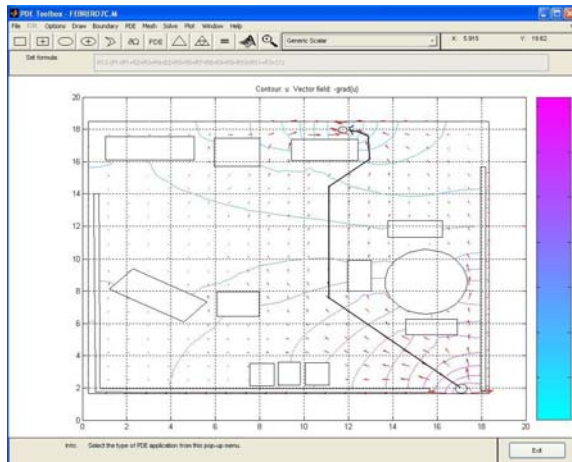 PDE Toolbox - FEBRERO7C.M
File Edit Options Draw Boundary PDE Mesh Solve Plot Window Help
∂Ω PDE = Generic Scalar X: 5.915 Y: 19.62
Set formula:
Contour: u Vector field: -grad(u)
20
18
16
14
12
10
8
6
4
2
0
0 2 4 6 8 10 12 14 16 18 20
Info: Select the type of PDE application from this pop-up menu.
Exit